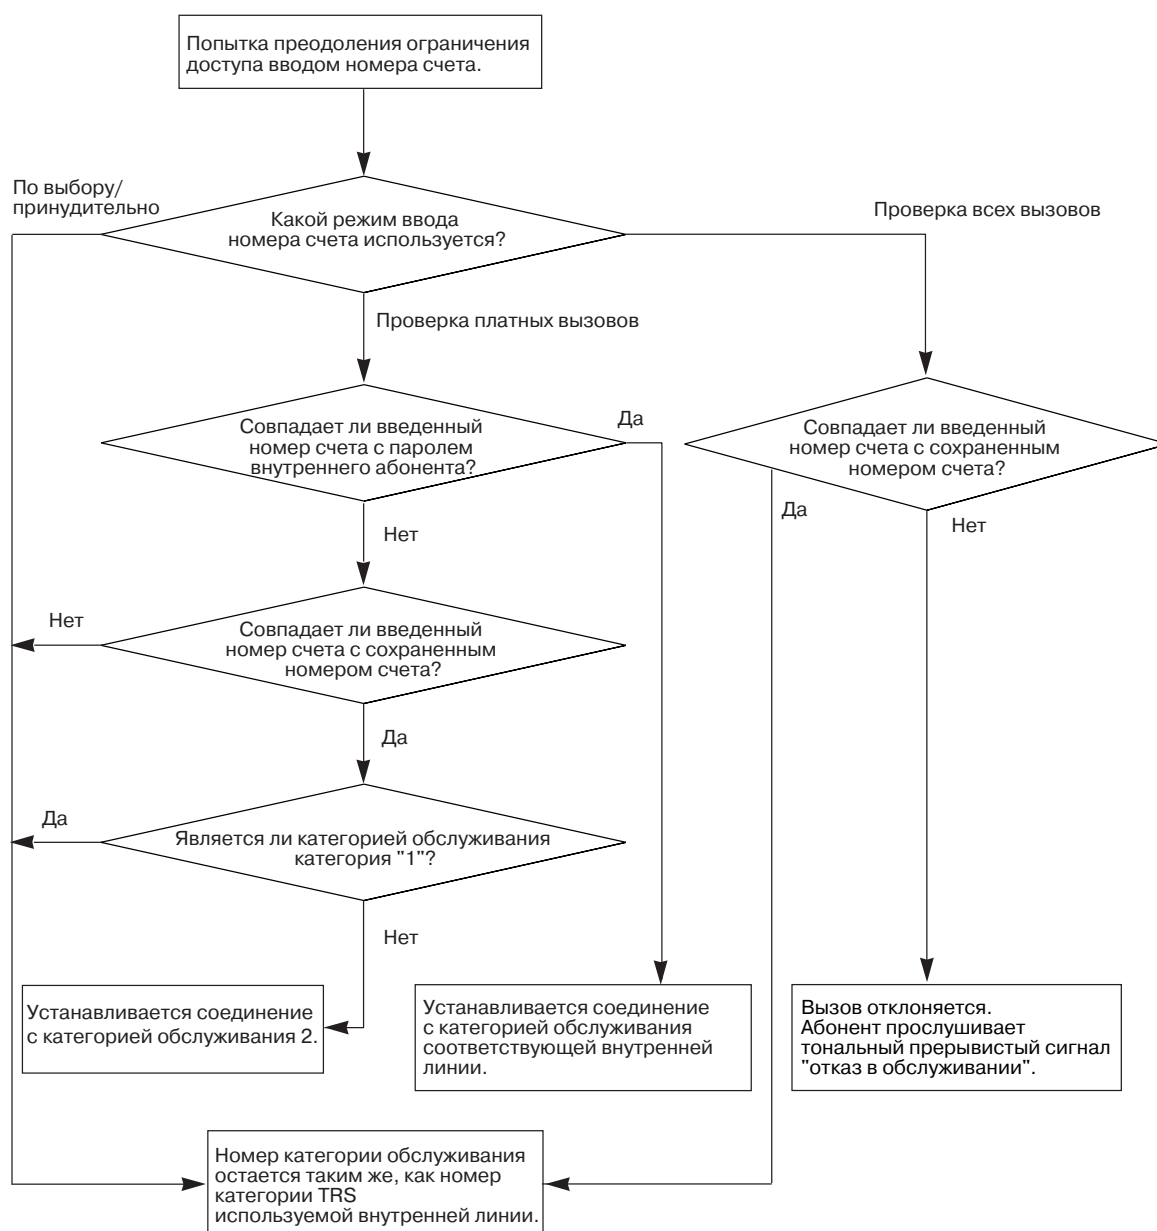 Попытка преодоления ограничения
доступа вводом номера счета.
По выбору/
принудительно
Какой режим ввода
номера счета используется?
Проверка всех вызовов
Проверка платных вызовов
Совпадает ли введенный
номер счета с паролем
внутреннего абонента?
Да
Совпадает ли введенный
номер счета с сохраненным
номером счета?
Да
Нет
Нет
Нет
Совпадает ли введенный
номер счета с сохраненным
номером счета?
Да
Да
Является ли категорией обслуживания
категория "1"?
Нет
Устанавливается соединение
с категорией обслуживания 2.
Устанавливается соединение
с категорией обслуживания
соответствующей внутренней
линии.
Вызов отклоняется.
Абонент прослушивает
тональный прерывистый сигнал
"отказ в обслуживании".
Номер категории обслуживания
остается таким же, как номер
категории TRS
используемой внутренней линии.